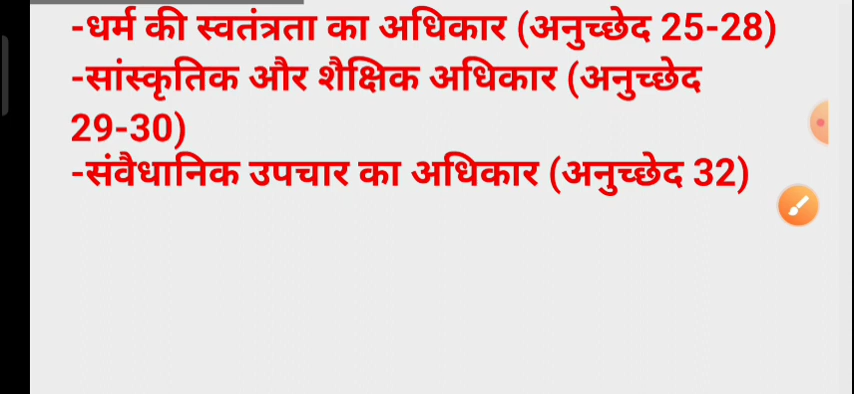 -धर्म की स्वतंत्रता का अधिकार (अनुच्छेद 25-28)
-सांस्कृतिक और शैक्षिक अधिकार (अनुच्छेद
29-30)
-संवैधानिक उपचार का अधिकार (अनुच्छेद 32)